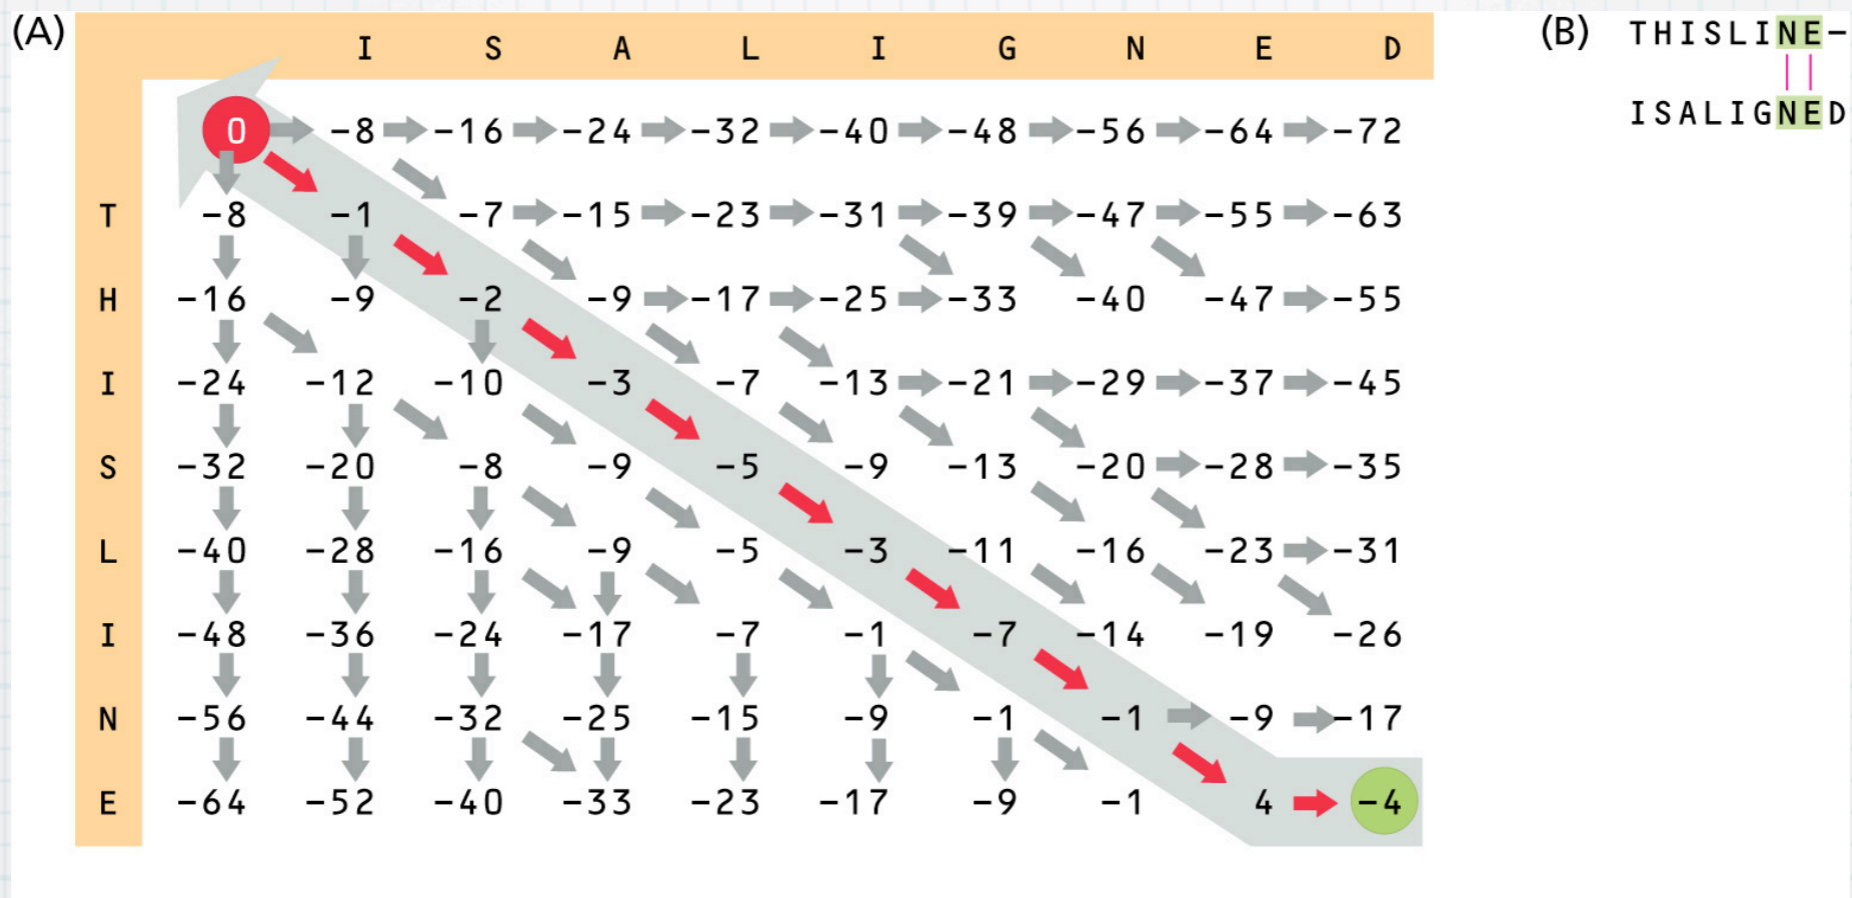 (A) I S A L I G N E D
0 -8 -16 -24 -32 -40 -48 -56 -64 -72
T -8 -1 -7 -15 -23 -31 -39 -47 -55 -63
H -16 -9 -2 -9 -17 -25 -33 -40 -47 -55
I -24 -12 -10 -3 -7 -13 -21 -29 -37 -45
S -32 -20 -8 -9 -5 -9 -13 -20 -28 -35
L -40 -28 -16 -9 -5 -3 -11 -16 -23 -31
I -48 -36 -24 -17 -7 -1 -7 -14 -19 -26
N -56 -44 -32 -25 -15 -9 -1 -1 -9 -17
E -64 -52 -40 -33 -23 -17 -9 -1 4 -4
(B) THISLINE-
ISALIGNED